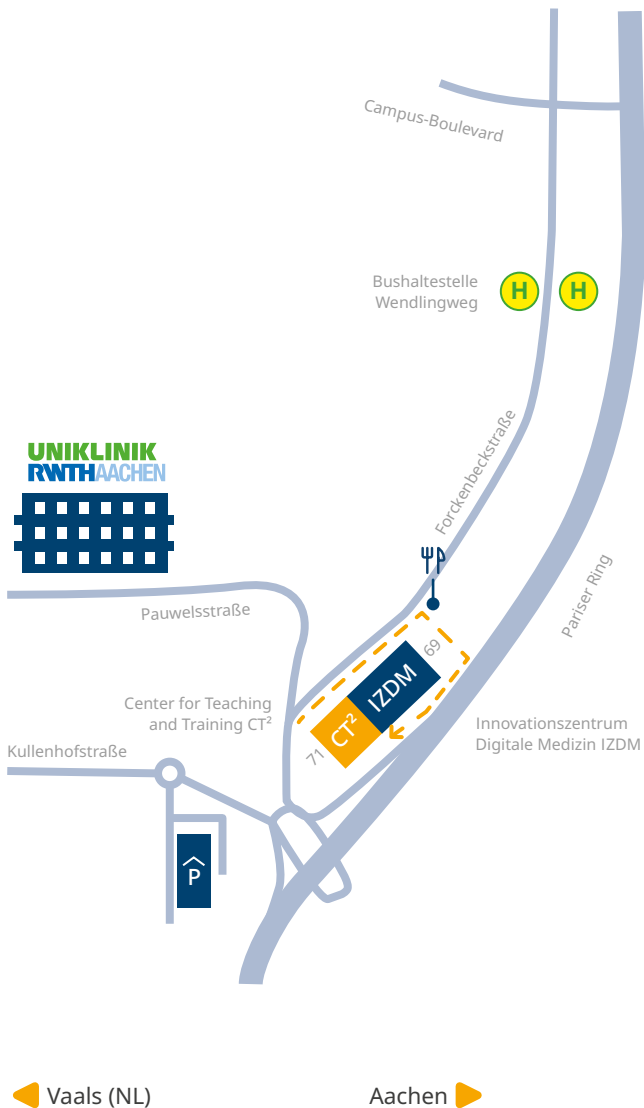 Campus-Boulevard
Bushaltestelle
Wendlingweg
H
H
Forckenbeckstraße
UNIKLINIK
RWTHAACHEN
Pauwelsstraße
Pariser Ring
69
IZDM
CT²
71
Center for Teaching
and Training CT²
Innovationszentrum
Digitale Medizin IZDM
Kullenhofstraße
P
Vaals (NL)
Aachen